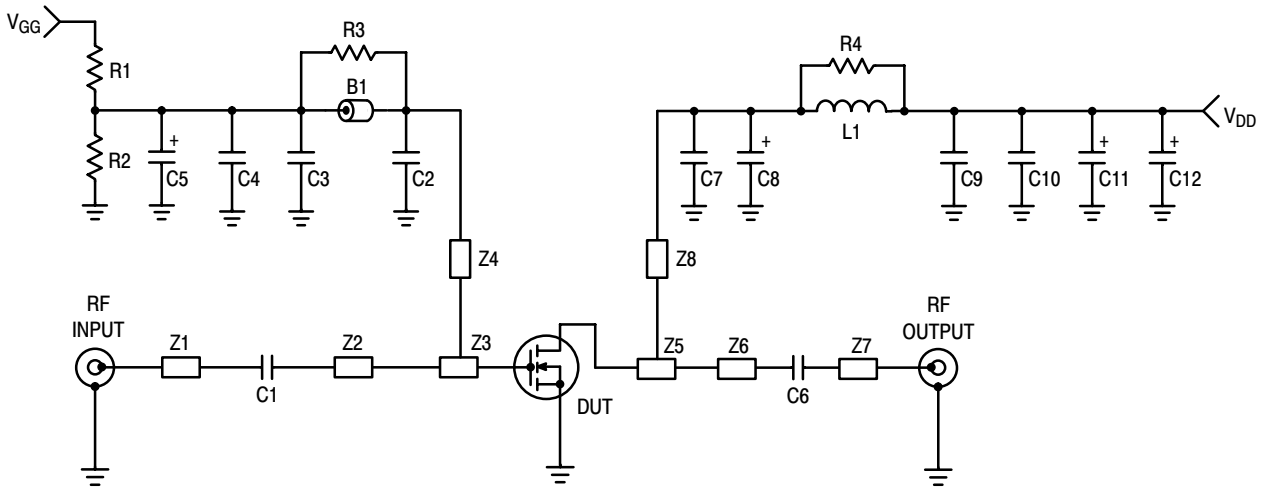 VGG
R1
R2
+
C5
C4
C3
R3
B1
C2
Z4
R4
L1
C7
+
C8
C9
C10
+
C11
+
C12
VDD
Z8
RF
INPUT
Z1
C1
Z2
Z3
DUT
Z5
Z6
C6
Z7
RF
OUTPUT